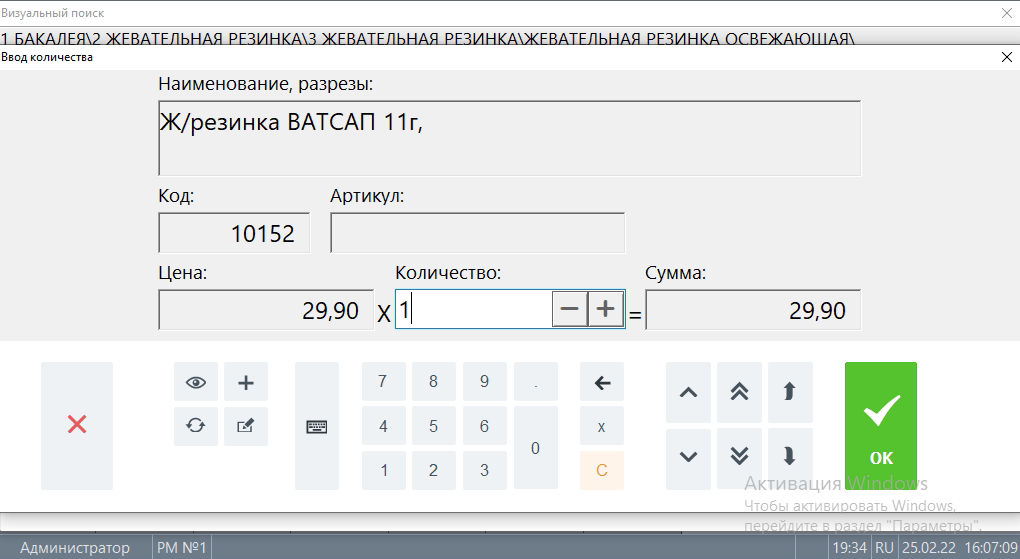 Визуальный поиск
1 БАКАЛЕЯ\2 ЖЕВАТЕЛЬНАЯ РЕЗИНКА\3 ЖЕВАТЕЛЬНАЯ РЕЗИНКА\ЖЕВАТЕЛЬНАЯ РЕЗИНКА ОСВЕЖАЮЩАЯ\
Ввод количества
Наименование, разрезы:
Ж/резинка ВАТСАП 11г,
Код: Артикул:
10152
Цена: Количество: Сумма:
29,90 X 1 − + = 29,90
7 8 9 .
4 5 6 x
0
1 2 3 C
OK
Активация Windows
Чтобы активировать Windows,
перейдите в раздел "Параметры".
Администратор РМ №1 19:34 RU 25.02.22 16:07:09